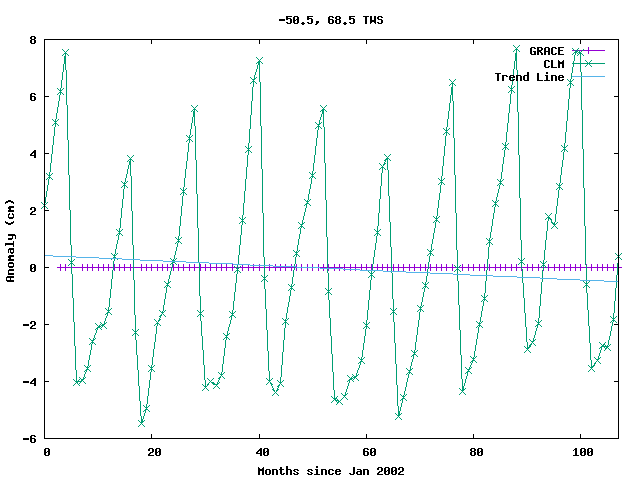 -50.5, 68.5 TWS
GRACE
CLM
Trend Line
8
6
4
2
0
-2
-4
-6
Anomaly (cm)
0 20 40 60 80 100
Months since Jan 2002